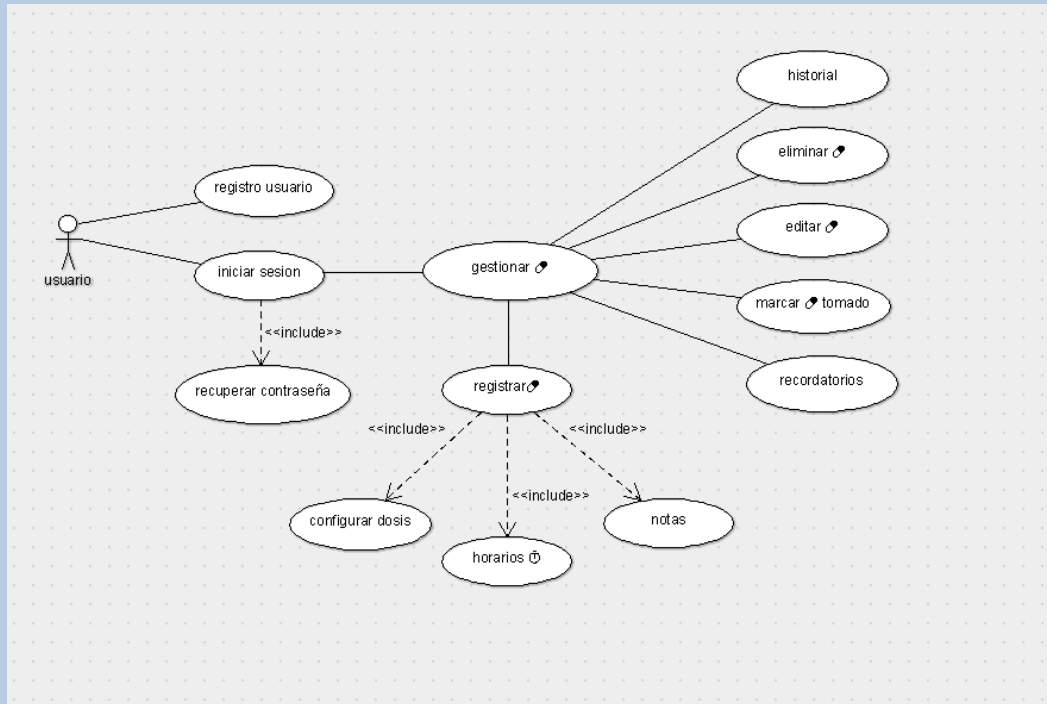 historial
eliminar 💊
registro usuario
editar 💊
usuario
iniciar sesion
gestionar 💊
marcar 💊 tomado
<<include>>
recuperar contraseña
registrar💊
recordatorios
<<include>>
<<include>>
<<include>>
configurar dosis
horarios ⏱
notas